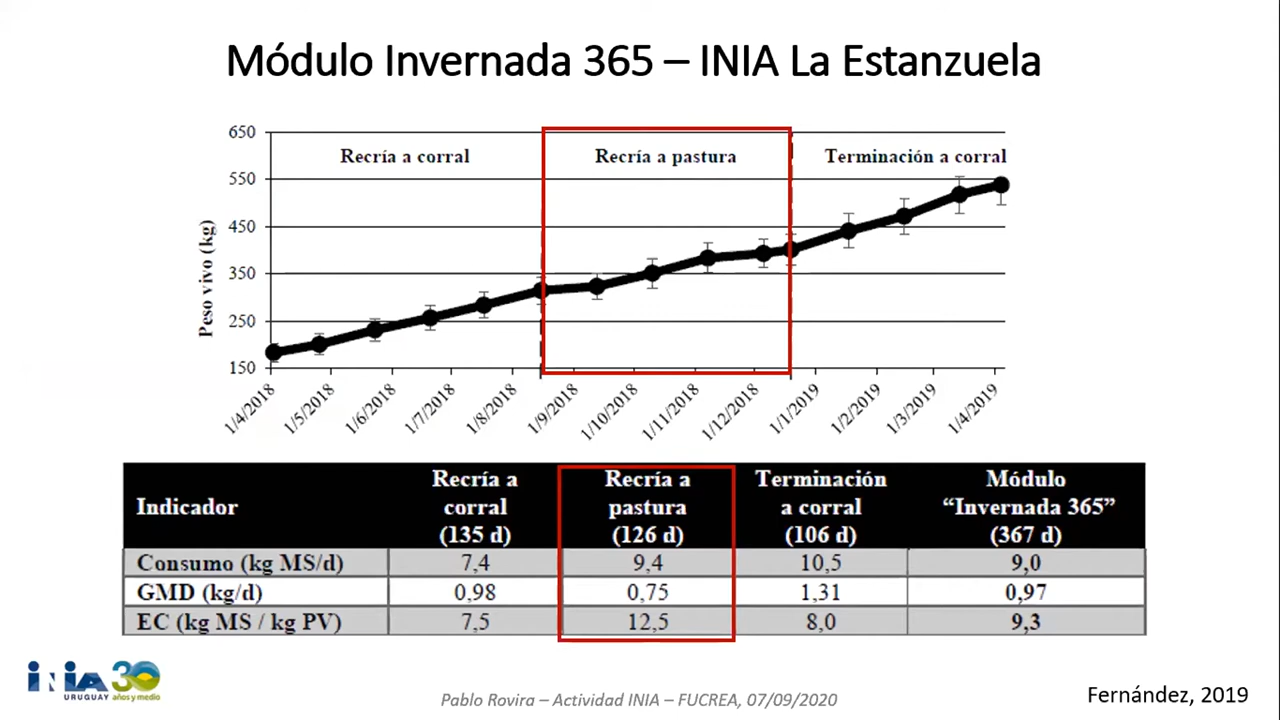 Módulo Invernada 365 – INIA La Estanzuela
Recría a corral
Recría a pastura
Terminación a corral
Peso vivo (kg)
650
550
450
350
250
150
1/4/2018
1/5/2018
1/6/2018
1/7/2018
1/8/2018
1/9/2018
1/10/2018
1/11/2018
1/12/2018
1/1/2019
1/2/2019
1/3/2019
1/4/2019
Indicador
Recría a corral (135 d)
Recría a pastura (126 d)
Terminación a corral (106 d)
Módulo “Invernada 365” (367 d)
Consumo (kg MS/d) 7,4 9,4 10,5 9,0
GMD (kg/d) 0,98 0,75 1,31 0,97
EC (kg MS / kg PV) 7,5 12,5 8,0 9,3
INIA 30
URUGUAY años y medio
Pablo Rovira – Actividad INIA – FUCREA, 07/09/2020
Fernández, 2019